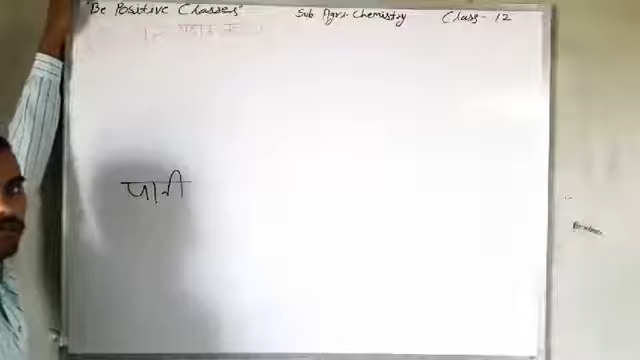 "Be Positive Classes" Sub Agri. Chemistry Class - 12
पानी